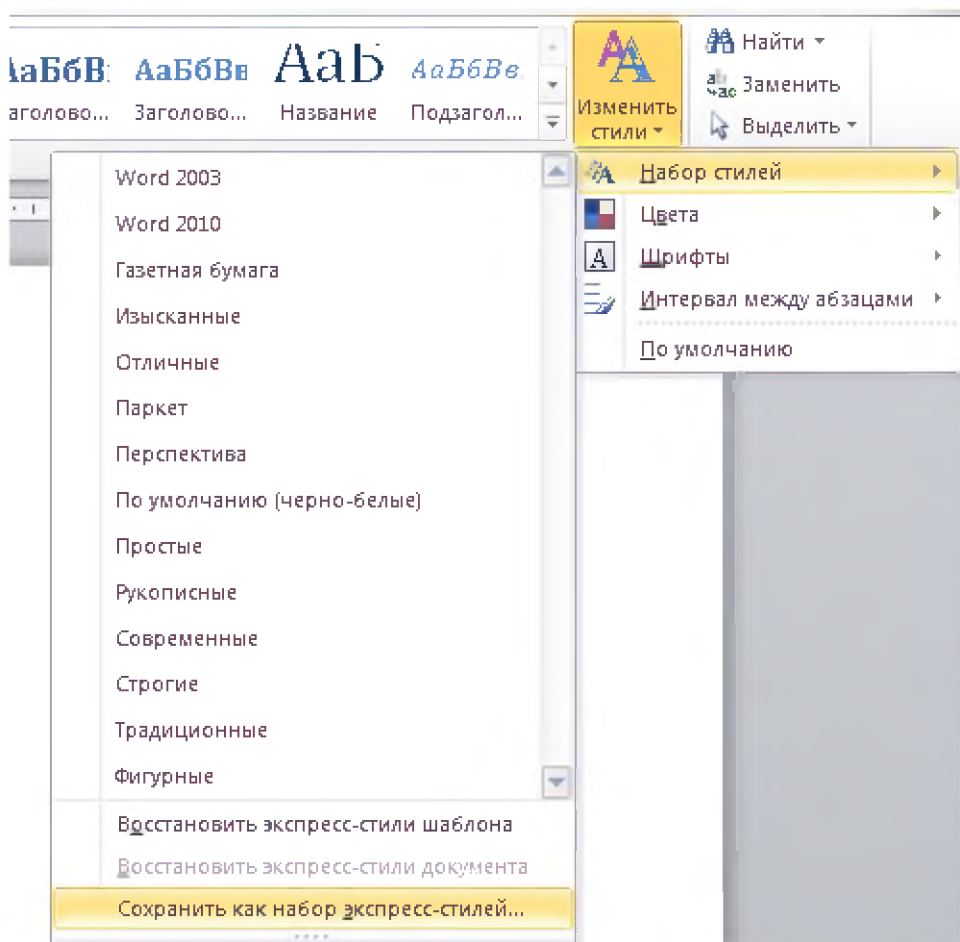 АаБбВ АаБбВв АаЬ АаБбВв
аголово... Заголово... Название Подзагол...
Изменить
стили
Найти
Заменить
Выделить
Набор стилей
Цвета
Шрифты
Интервал между абзацами
По умолчанию
Word 2003
Word 2010
Газетная бумага
Изысканные
Отличные
Паркет
Перспектива
По умолчанию (черно-белые)
Простые
Рукописные
Современные
Строгие
Традиционные
Фигурные
Восстановить экспресс-стили шаблона
Восстановить экспресс-стили документа
Сохранить как набор экспресс-стилей...